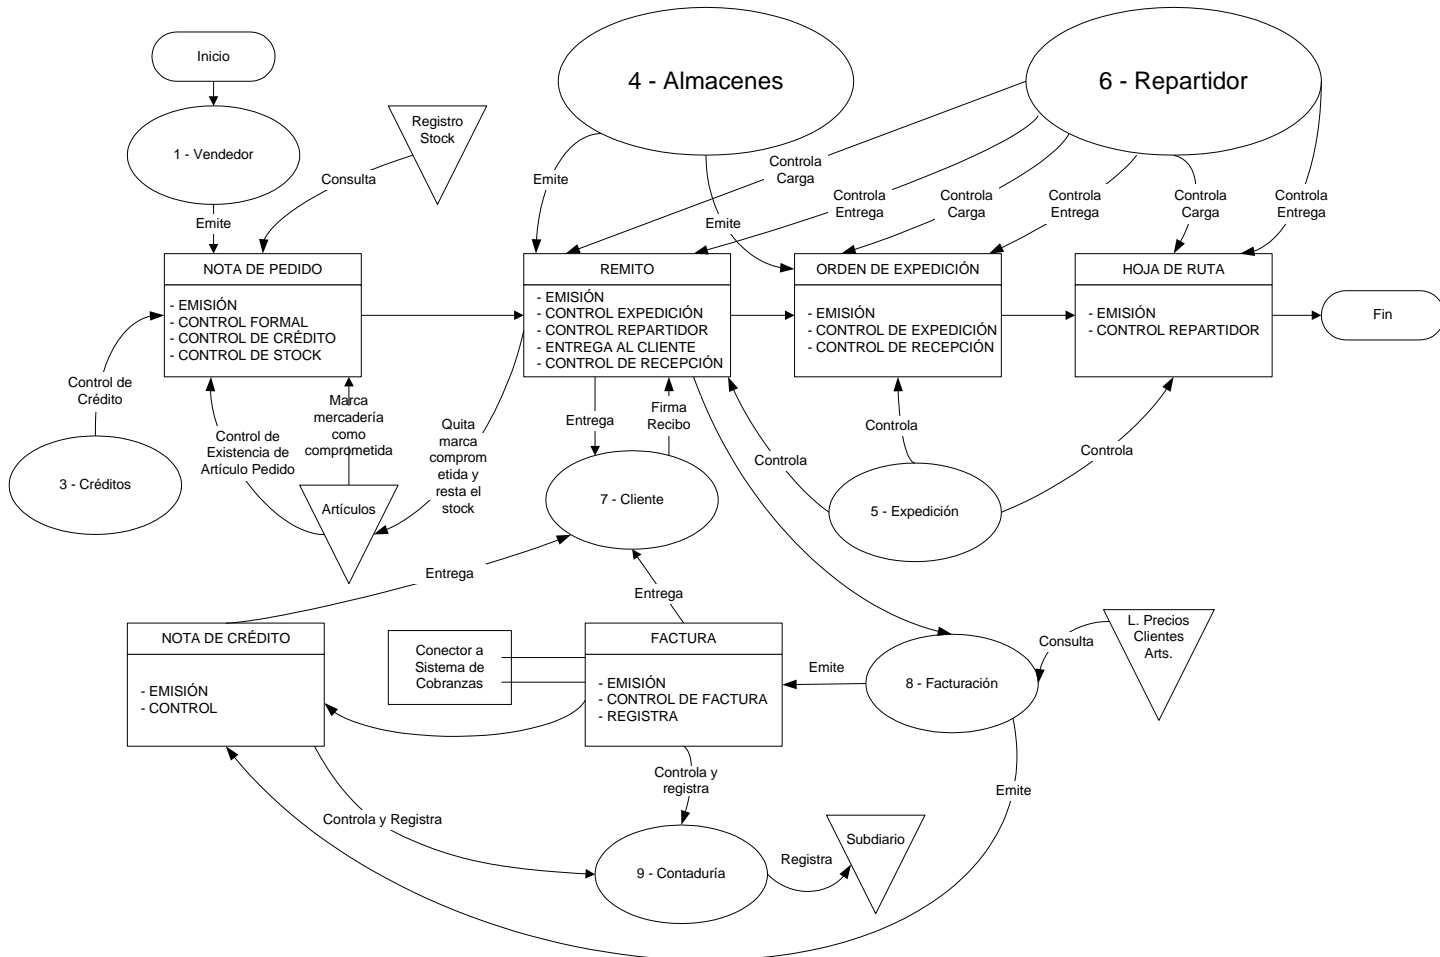 Inicio
4 - Almacenes
6 - Repartidor
Registro
Stock
1 - Vendedor
Consulta
Emite
Controla
Carga
Emite
Controla
Entrega
Controla
Carga
Controla
Entrega
Controla
Carga
Controla
Entrega
Emite
NOTA DE PEDIDO
- EMISIÓN
- CONTROL FORMAL
- CONTROL DE CRÉDITO
- CONTROL DE STOCK
REMITO
- EMISIÓN
- CONTROL EXPEDICIÓN
- CONTROL REPARTIDOR
- ENTREGA AL CLIENTE
- CONTROL DE RECEPCIÓN
ORDEN DE EXPEDICIÓN
- EMISIÓN
- CONTROL DE EXPEDICIÓN
- CONTROL DE RECEPCIÓN
HOJA DE RUTA
- EMISIÓN
- CONTROL REPARTIDOR
Fin
Control de
Crédito
Control de
Existencia de
Artículo Pedido
Marca
mercadería
como
comprometida
Quita
marca
comprom
etida y
resta el
stock
Entrega
Firma
Recibo
Controla
Controla
Controla
3 - Créditos
Artículos
7 - Cliente
5 - Expedición
Entrega
Entrega
NOTA DE CRÉDITO
- EMISIÓN
- CONTROL
Conector a
Sistema de
Cobranzas
FACTURA
- EMISIÓN
- CONTROL DE FACTURA
- REGISTRA
Emite
8 - Facturación
Consulta
L. Precios
Clientes
Arts.
Controla y
registra
Emite
Controla y Registra
9 - Contaduría
Registra
Subdiario